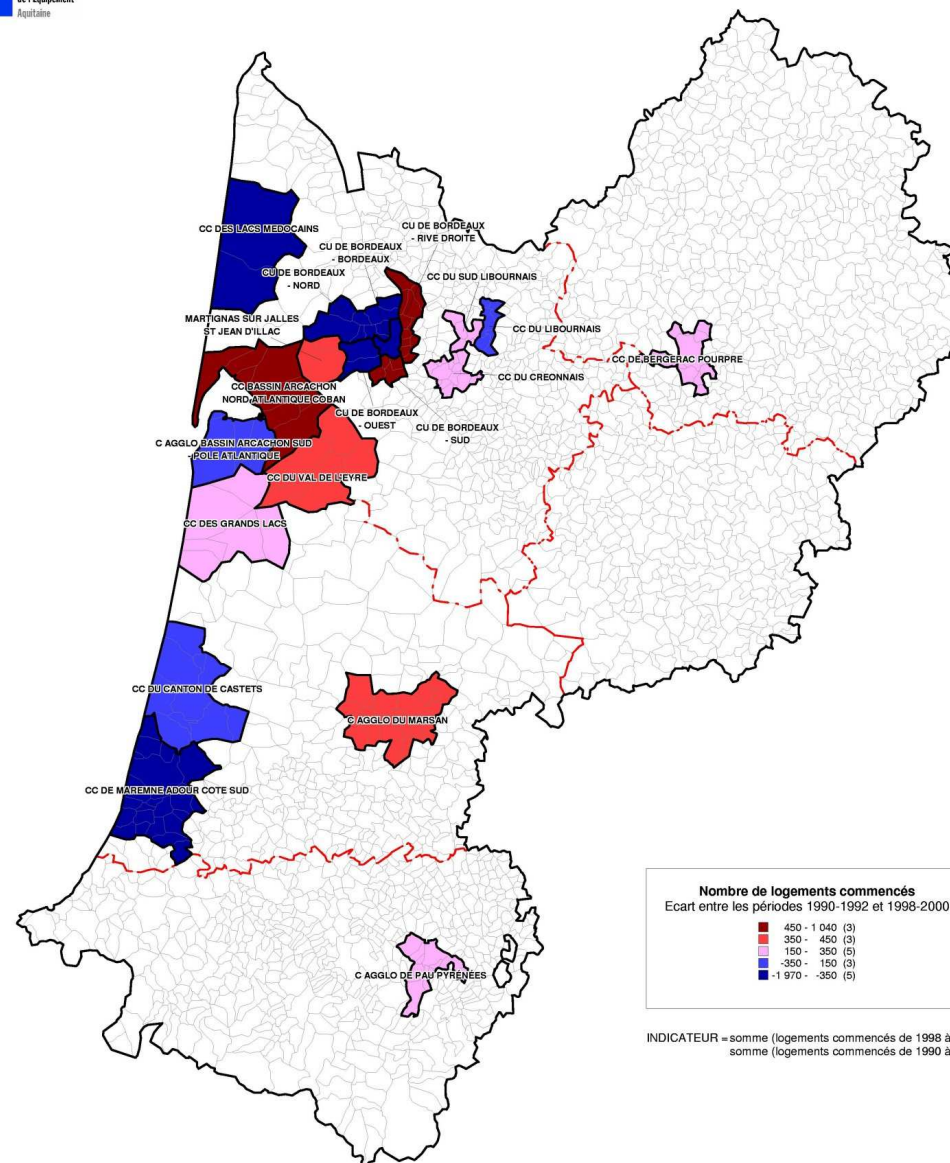 de l'Equipement
Aquitaine
CC DES LACS MEDOCAINS
CU DE BORDEAUX
- RIVE DROITE
CU DE BORDEAUX
- BORDEAUX
CU DE BORDEAUX
- NORD
CC DU SUD LIBOURNAIS
MARTIGNAS SUR JALLES
ST JEAN D'ILLAC
CC DU LIBOURNAIS
CC DE BERGERAC POURPRE
CC DU CREONNAIS
CC BASSIN ARCACHON
NORD ATLANTIQUE COBAN
CU DE BORDEAUX
- OUEST
CU DE BORDEAUX
- SUD
C AGGLO BASSIN ARCACHON SUD
- POLE ATLANTIQUE
CC DU VAL DE L'EYRE
CC DES GRANDS LACS
CC DU CANTON DE CASTETS
C AGGLO DU MARSAN
CC DE MAREMNE ADOUR COTE SUD
C AGGLO DE PAU PYRENÉES
Nombre de logements commencés
Ecart entre les périodes 1990-1992 et 1998-2000
450 - 1 040 (3)
350 - 450 (3)
150 - 350 (5)
-350 - 150 (3)
-1 970 - -350 (5)
INDICATEUR = somme (logements commencés de 1998 à
somme (logements commencés de 1990 à